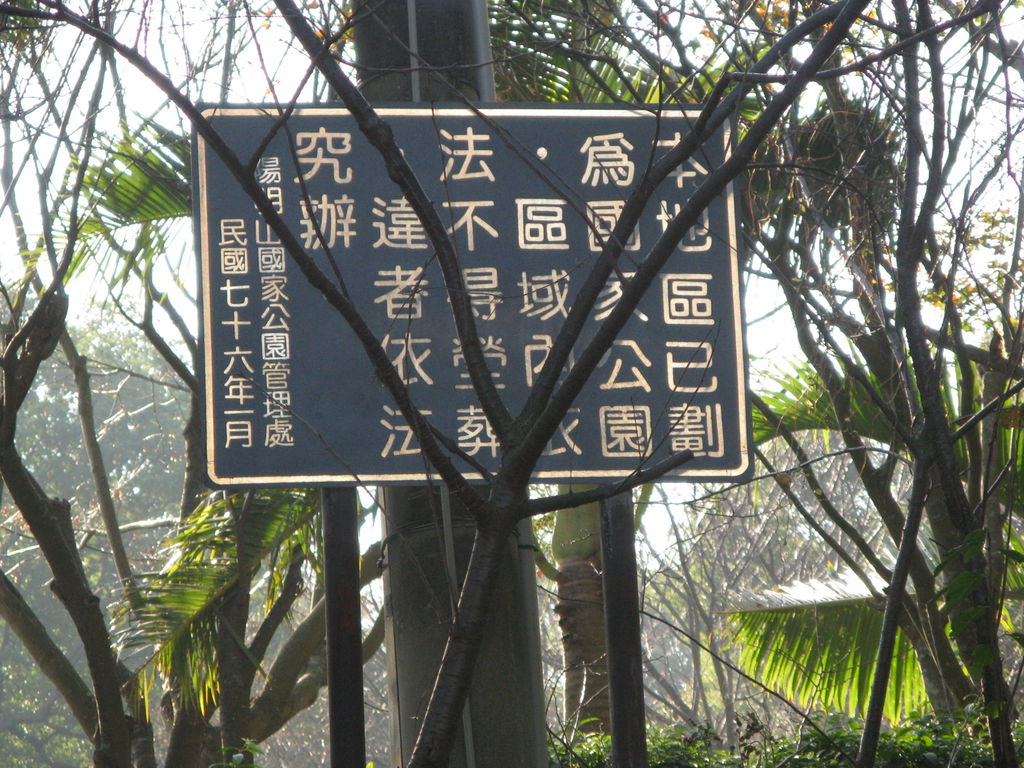 本地區已劃
為國家公園
，區域內依
法不得塋葬
，違者依法
究辦
陽明山國家公園管理處
民國七十六年一月